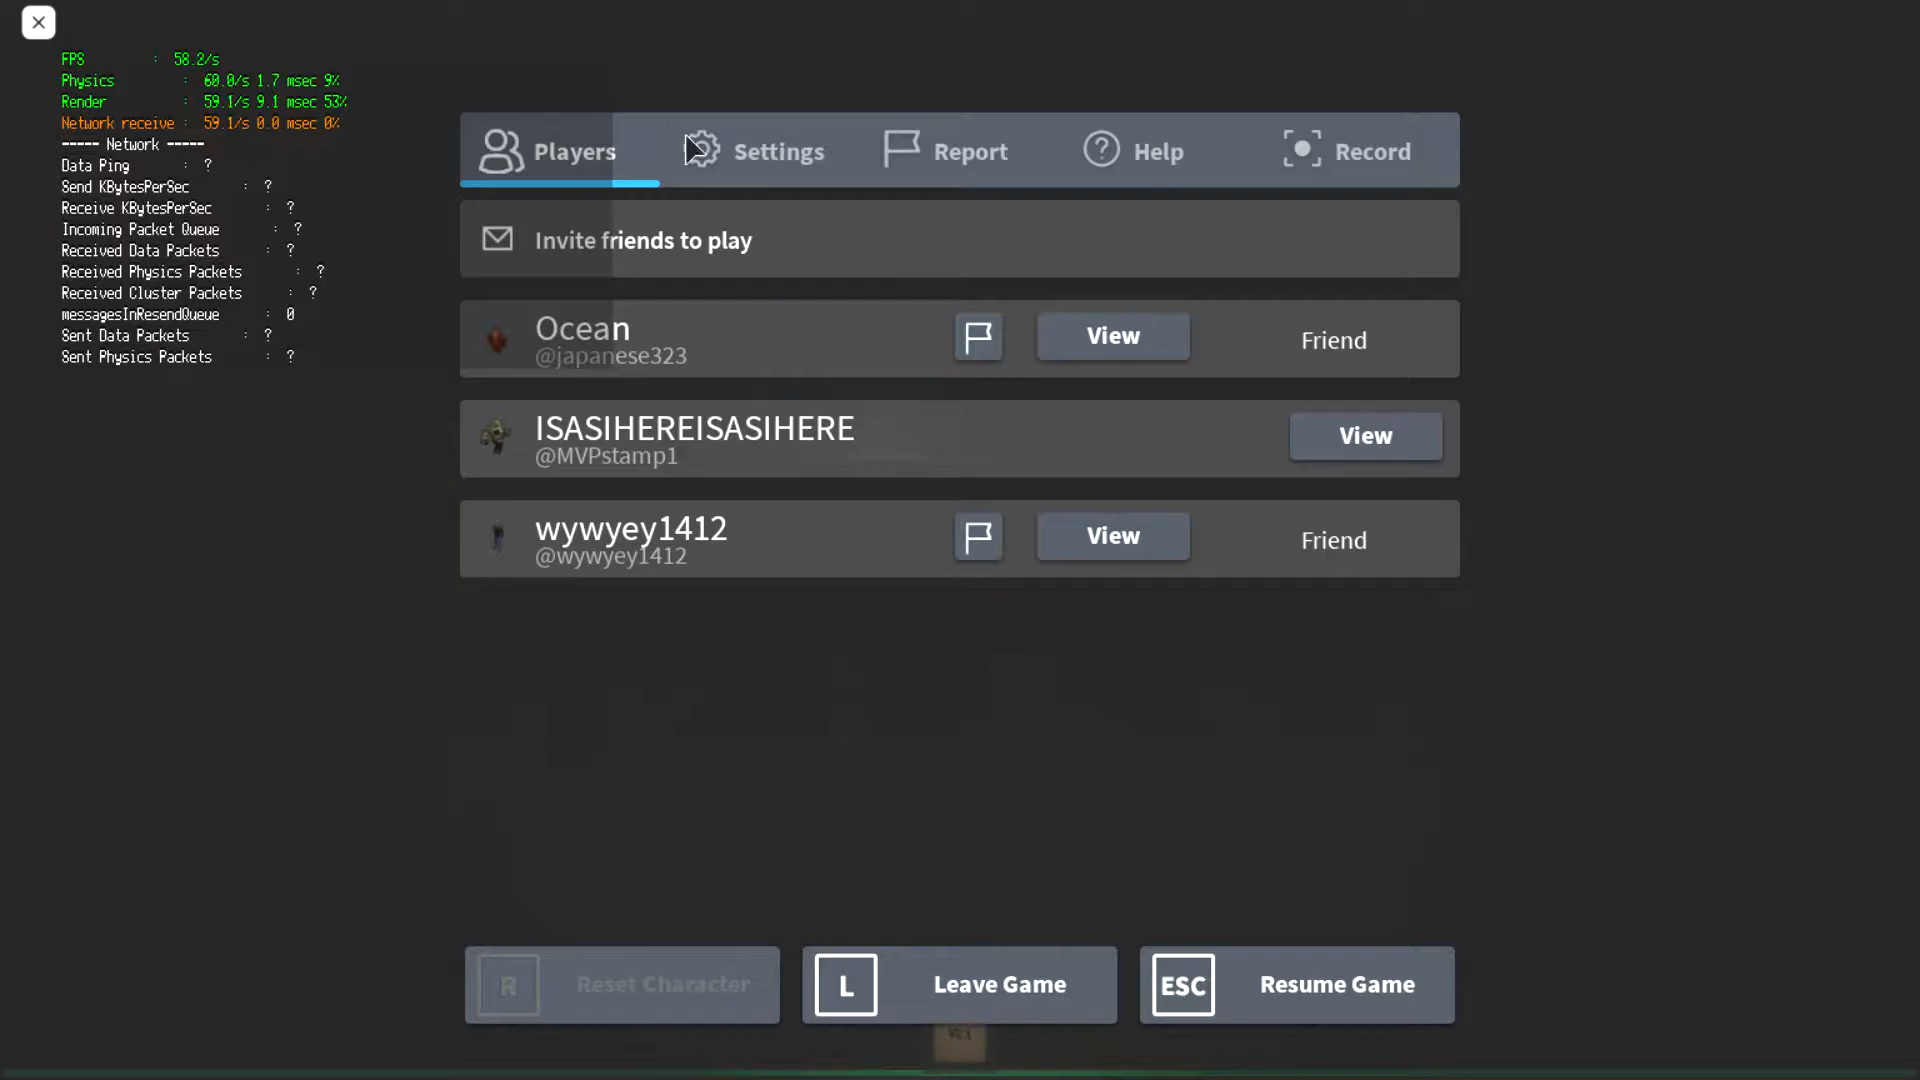 FPS : 58.2/s
Physics : 60.0/s 1.7 msec 9%
Render : 59.1/s 9.1 msec 53%
Network receive : 59.1/s 0.0 msec 0%
----- Network -----
Data Ping : ?
Send KBytesPerSec : ?
Receive KBytesPerSec : ?
Incoming Packet Queue : ?
Received Data Packets : ?
Received Physics Packets : ?
Received Cluster Packets : ?
messagesInResendQueue : 0
Sent Data Packets : ?
Sent Physics Packets : ?
Players Settings Report Help Record
Invite friends to play
Ocean
@japanese323
View Friend
ISASIHEREISASIHERE
@MVPstamp1
View
wywyey1412
@wywyey1412
View Friend
R Reset Character L Leave Game ESC Resume Game